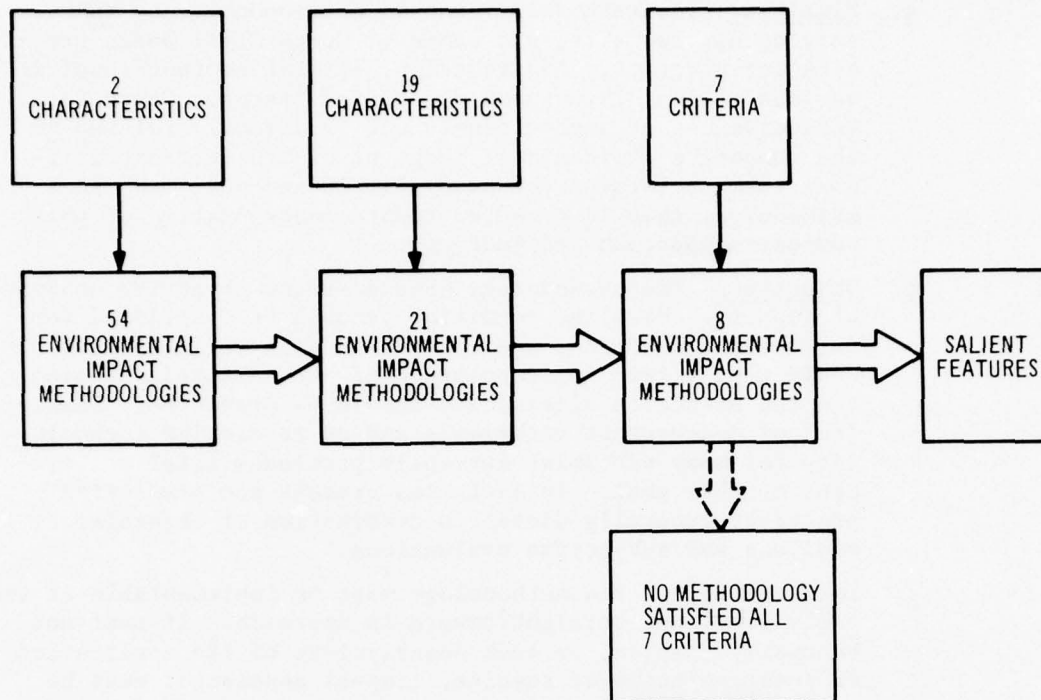 2
CHARACTERISTICS
19
CHARACTERISTICS
7
CRITERIA
54
ENVIRONMENTAL
IMPACT
METHODOLOGIES
21
ENVIRONMENTAL
IMPACT
METHODOLOGIES
8
ENVIRONMENTAL
IMPACT
METHODOLOGIES
SALIENT
FEATURES
NO METHODOLOGY
SATISFIED ALL
7 CRITERIA